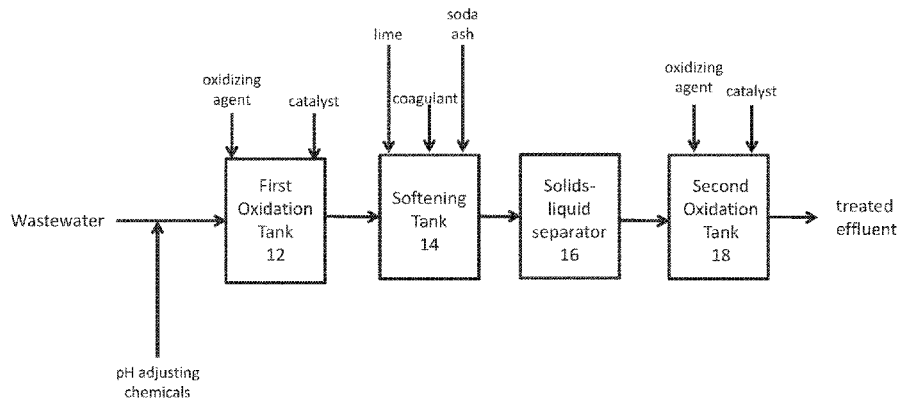 soda
ash
lime
oxidizing
agent
catalyst
coagulant
oxidizing
agent
catalyst
Wastewater
First
Oxidation
Tank
12
Softening
Tank
14
Solids-
liquid
separator
16
Second
Oxidation
Tank
18
treated
effluent
pH adjusting
chemicals